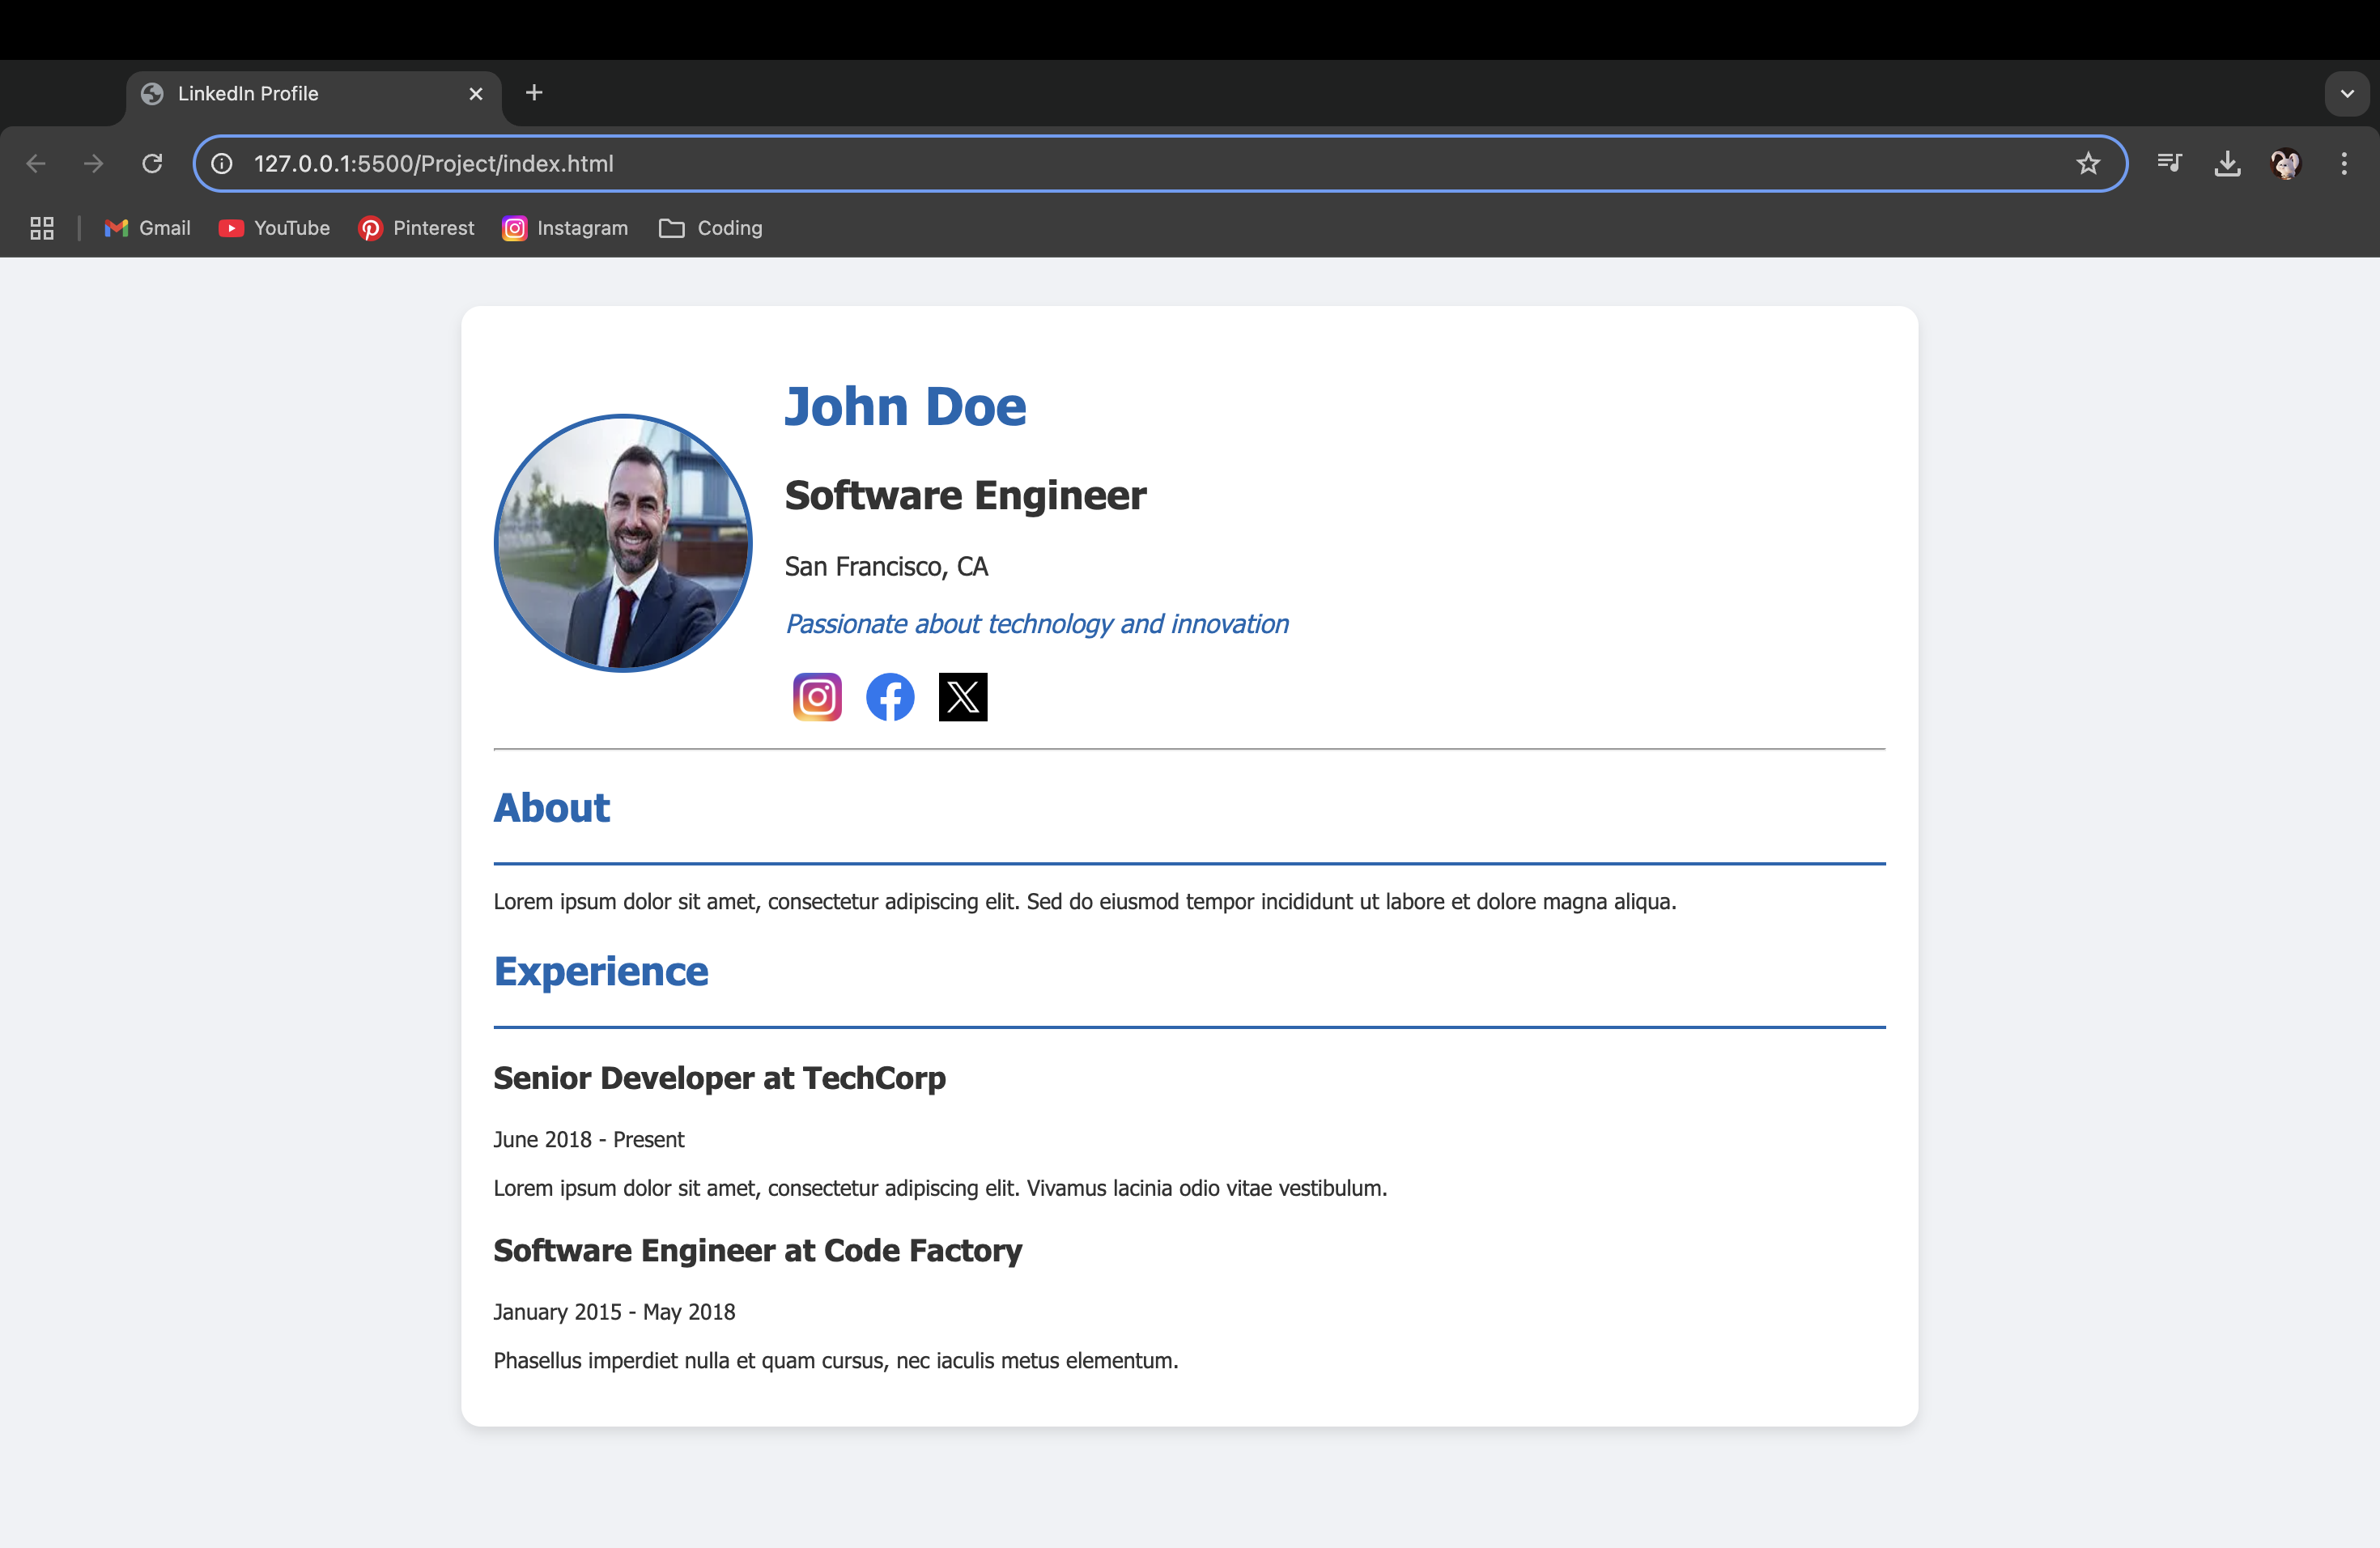 LinkedIn Profile
127.0.0.1:5500/Project/index.html
Gmail YouTube Pinterest Instagram Coding
John Doe
Software Engineer
San Francisco, CA
Passionate about technology and innovation
About
Lorem ipsum dolor sit amet, consectetur adipiscing elit. Sed do eiusmod tempor incididunt ut labore et dolore magna aliqua.
Experience
Senior Developer at TechCorp
June 2018 - Present
Lorem ipsum dolor sit amet, consectetur adipiscing elit. Vivamus lacinia odio vitae vestibulum.
Software Engineer at Code Factory
January 2015 - May 2018
Phasellus imperdiet nulla et quam cursus, nec iaculis metus elementum.